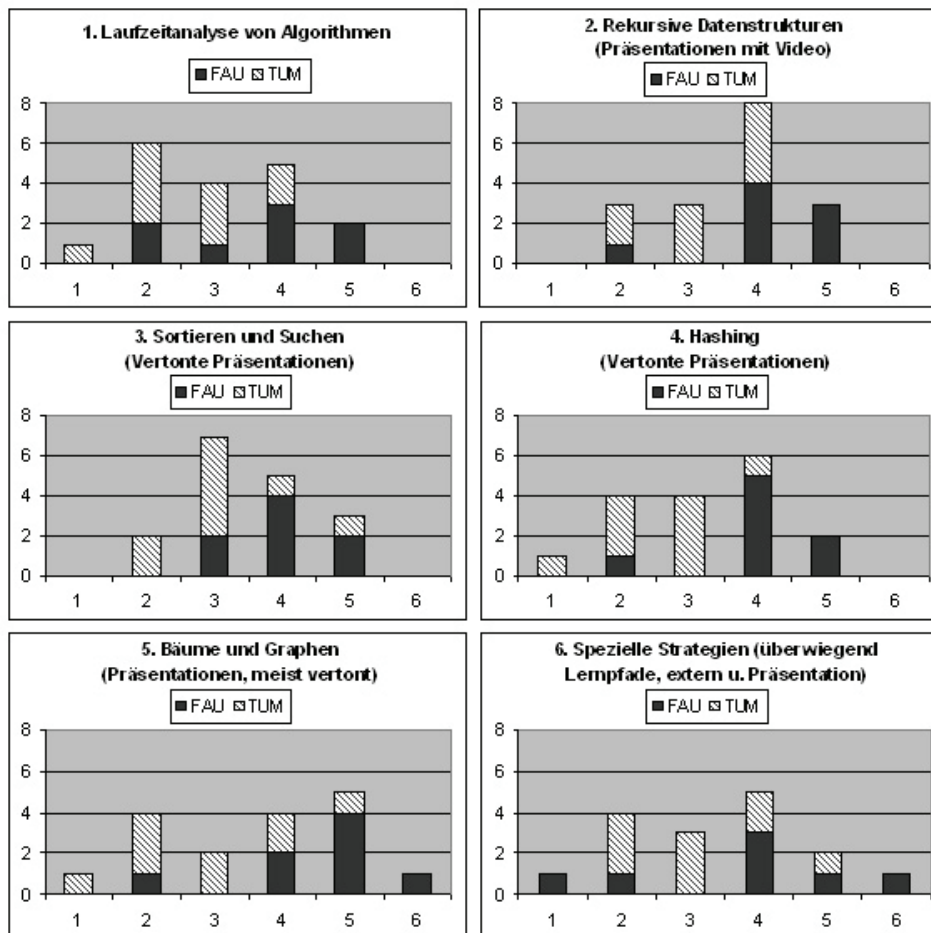 1. Laufzeitanalyse von Algorithmen
FAU TUM
8
6
4
2
0
1 2 3 4 5 6
2. Rekursive Datenstrukturen
(Präsentationen mit Video)
FAU TUM
8
6
4
2
0
1 2 3 4 5 6
3. Sortieren und Suchen
(Vertonte Präsentationen)
FAU TUM
8
6
4
2
0
1 2 3 4 5 6
4. Hashing
(Vertonte Präsentationen)
FAU TUM
8
6
4
2
0
1 2 3 4 5 6
5. Bäume und Graphen
(Präsentationen, meist vertont)
FAU TUM
8
6
4
2
0
1 2 3 4 5 6
6. Spezielle Strategien (überwiegend
Lernpfade, extern u. Präsentation)
FAU TUM
8
6
4
2
0
1 2 3 4 5 6